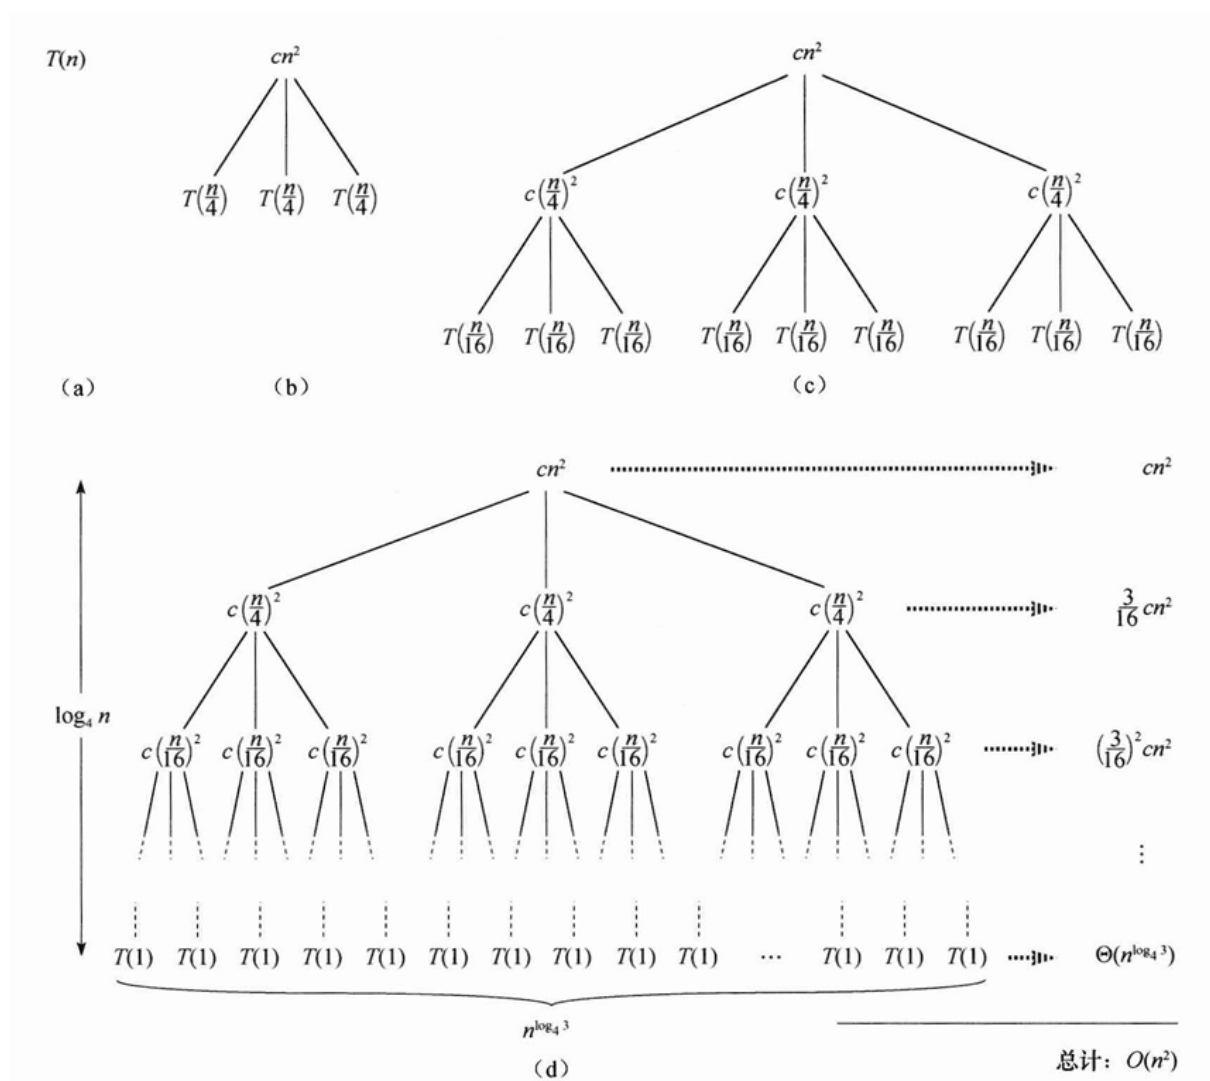 T(n) cn² cn²
T(n/4) T(n/4) T(n/4) c(n/4)² c(n/4)² c(n/4)²
T(n/16) T(n/16) T(n/16) T(n/16) T(n/16) T(n/16) T(n/16) T(n/16) T(n/16)
（a） （b） （c）
cn² cn²
c(n/4)² c(n/4)² c(n/4)² 3/16 cn²
log₄ n
c(n/16)² c(n/16)² c(n/16)² c(n/16)² c(n/16)² c(n/16)² c(n/16)² c(n/16)² c(n/16)² (3/16)² cn²
⋮
T(1) T(1) T(1) T(1) T(1) T(1) T(1) T(1) T(1) T(1) … T(1) T(1) T(1) Θ(n^log₄ 3)
n^log₄ 3
（d） 总计：O(n²)